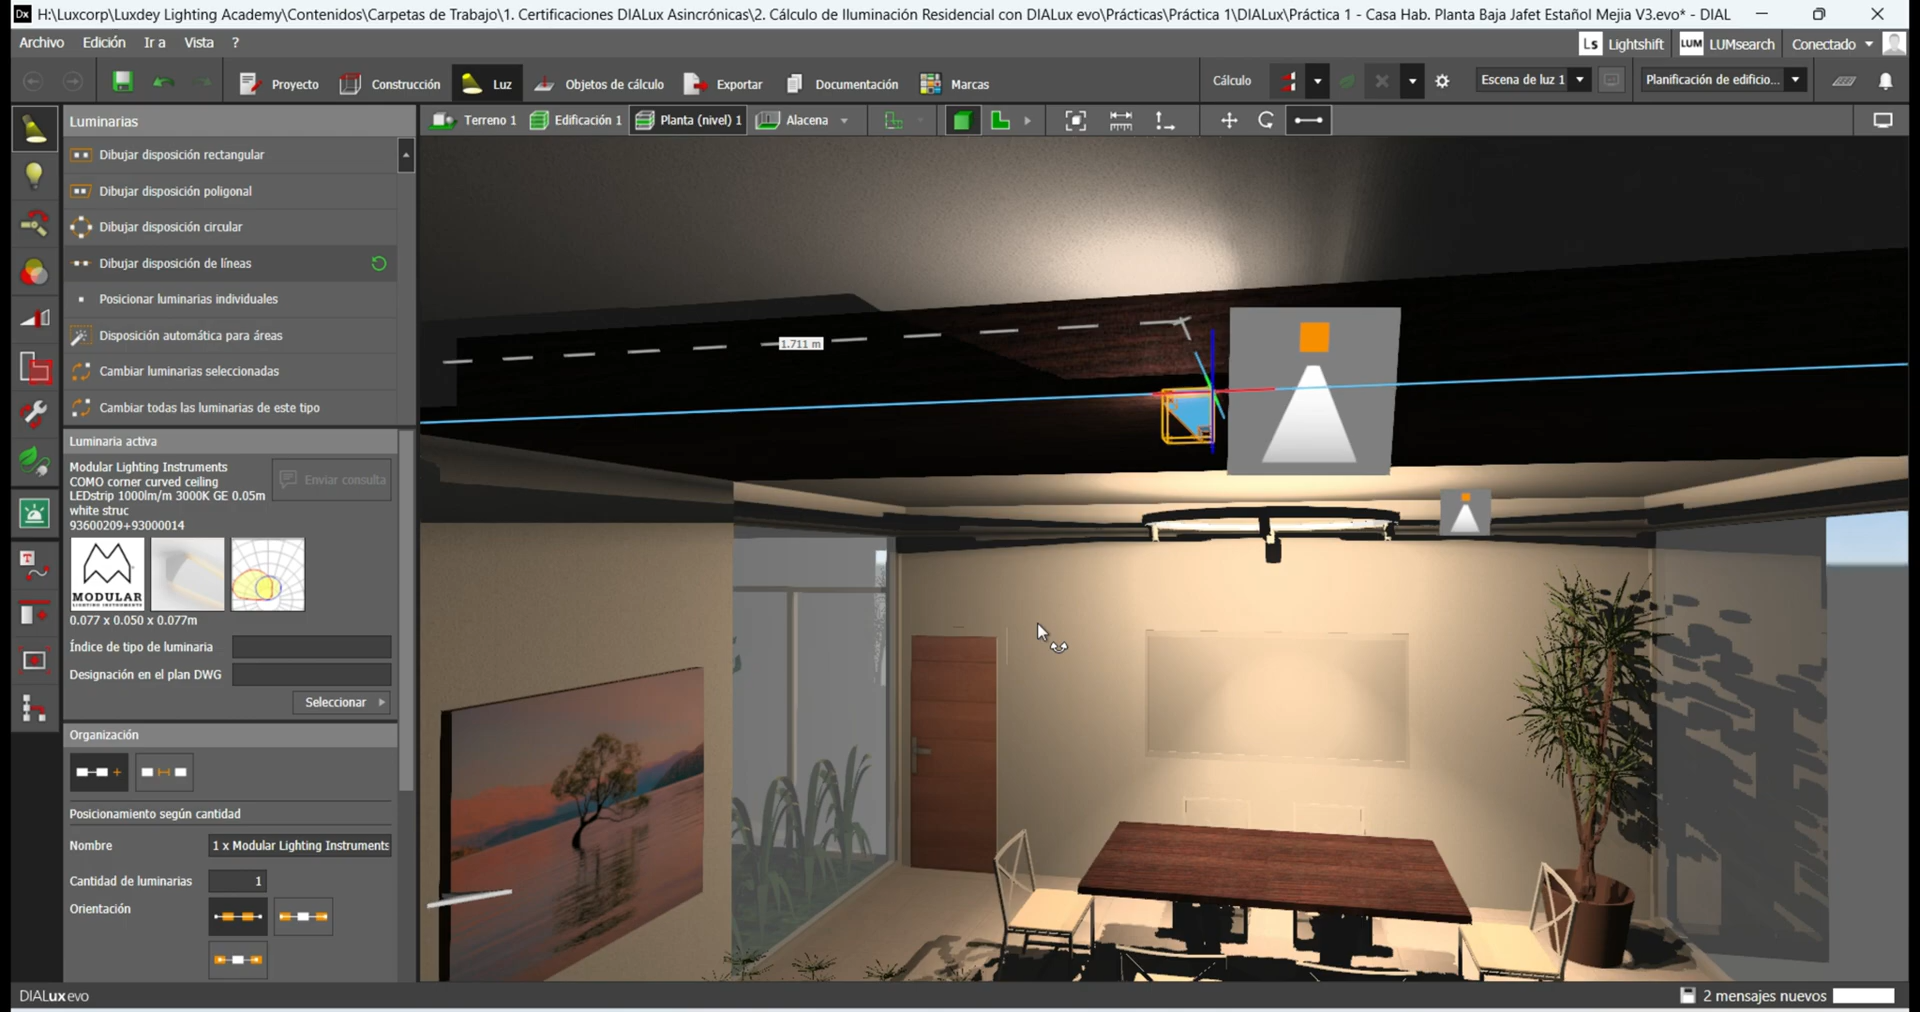 H:\Luxcorp\Luxdey Lighting Academy\Contenidos\Carpetas de Trabajo\1. Certificaciones DIALux Asincrónicas\2. Cálculo de Iluminación Residencial con DIALux evo\Prácticas\Práctica 1\DIALux\Práctica 1 - Casa Hab. Planta Baja Jafet Estañol Mejia V3.evo* - DIAL
Archivo Edición Ir a Vista ?
Ls Lightshift LUM LUMsearch Conectado
Proyecto Construcción Luz Objetos de cálculo Exportar Documentación Marcas Cálculo Escena de luz 1 Planificación de edificio...
Luminarias
Terreno 1 Edificación 1 Planta (nivel) 1 Alacena
Dibujar disposición rectangular
Dibujar disposición poligonal
Dibujar disposición circular
Dibujar disposición de líneas
Posicionar luminarias individuales
Disposición automática para áreas
Cambiar luminarias seleccionadas
Cambiar todas las luminarias de este tipo
1.711 m
Luminaria activa
Modular Lighting Instruments
COMO corner curved ceiling
LEDstrip 1000lm/m 3000K GE 0.05m
white struc
93600209+93000014
Enviar consulta
MODULAR
LIGHTING INSTRUMENTS
0.077 x 0.050 x 0.077m
Índice de tipo de luminaria
Designación en el plan DWG
Seleccionar
Organización
Posicionamiento según cantidad
Nombre 1 x Modular Lighting Instruments
Cantidad de luminarias 1
Orientación
DIALux evo
2 mensajes nuevos